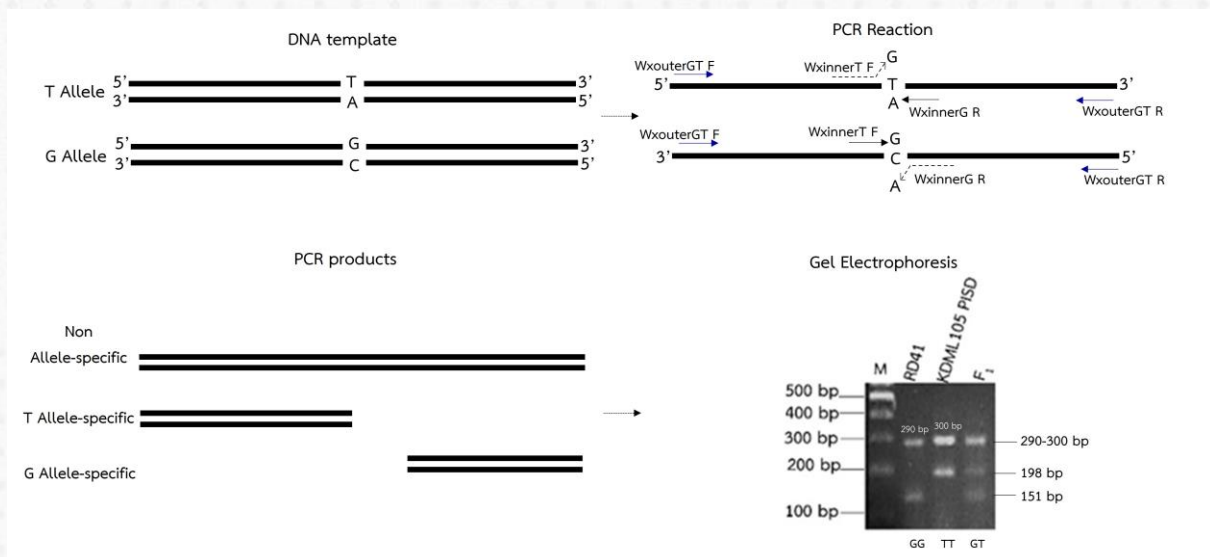 DNA template
T Allele
5’
3’
T
A
3’
5’
G Allele
5’
3’
G
C
3’
5’
PCR Reaction
WxouterGT F
5’
WxinnerT F
G
T
A
WxinnerG R
3’
WxouterGT R
WxouterGT F
3’
WxinnerT F
G
C
A
WxinnerG R
5’
WxouterGT R
PCR products
Non
Allele-specific
T Allele-specific
G Allele-specific
Gel Electrophoresis
M
RD41
KDML105 PISD
F1
500 bp
400 bp
300 bp
200 bp
100 bp
290 bp
300 bp
290-300 bp
198 bp
151 bp
GG
TT
GT